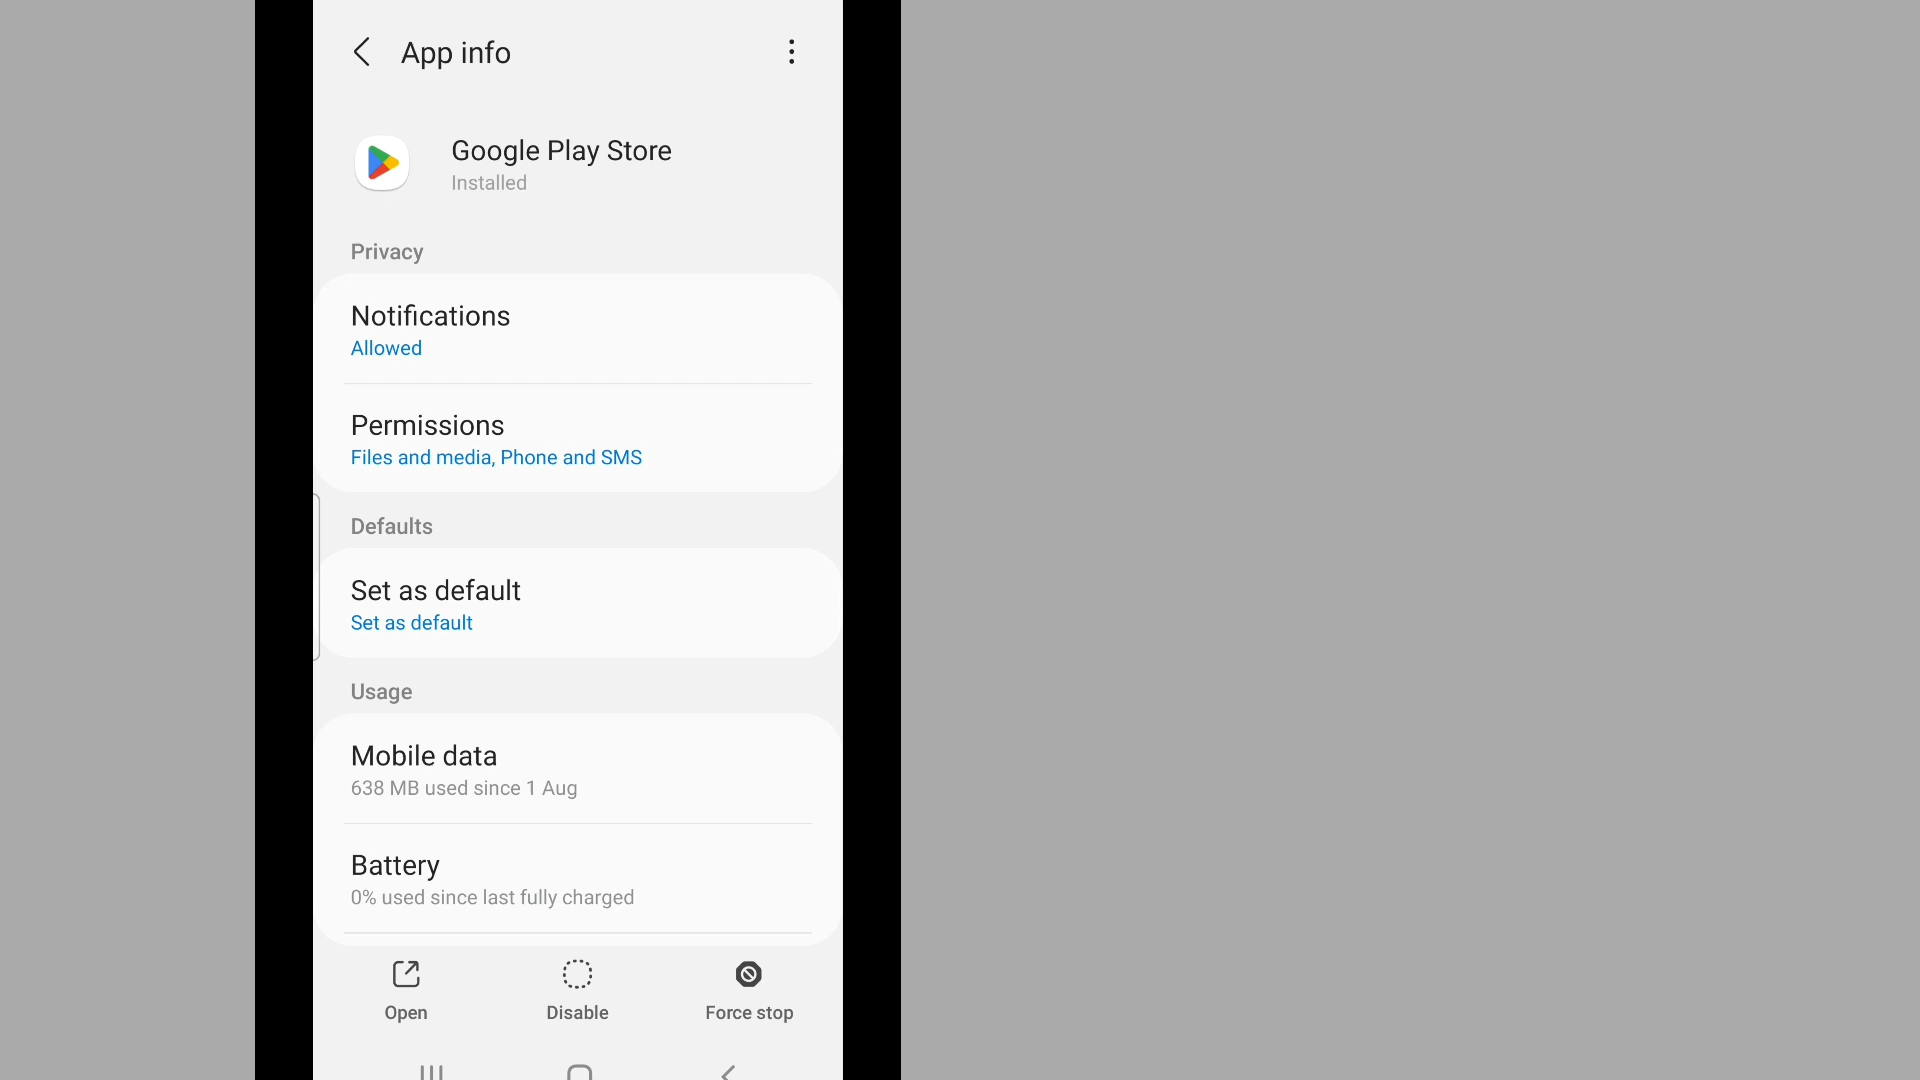 App info
Google Play Store
Installed
Privacy
Notifications
Allowed
Permissions
Files and media, Phone and SMS
Defaults
Set as default
Set as default
Usage
Mobile data
638 MB used since 1 Aug
Battery
0% used since last fully charged
Open
Disable
Force stop